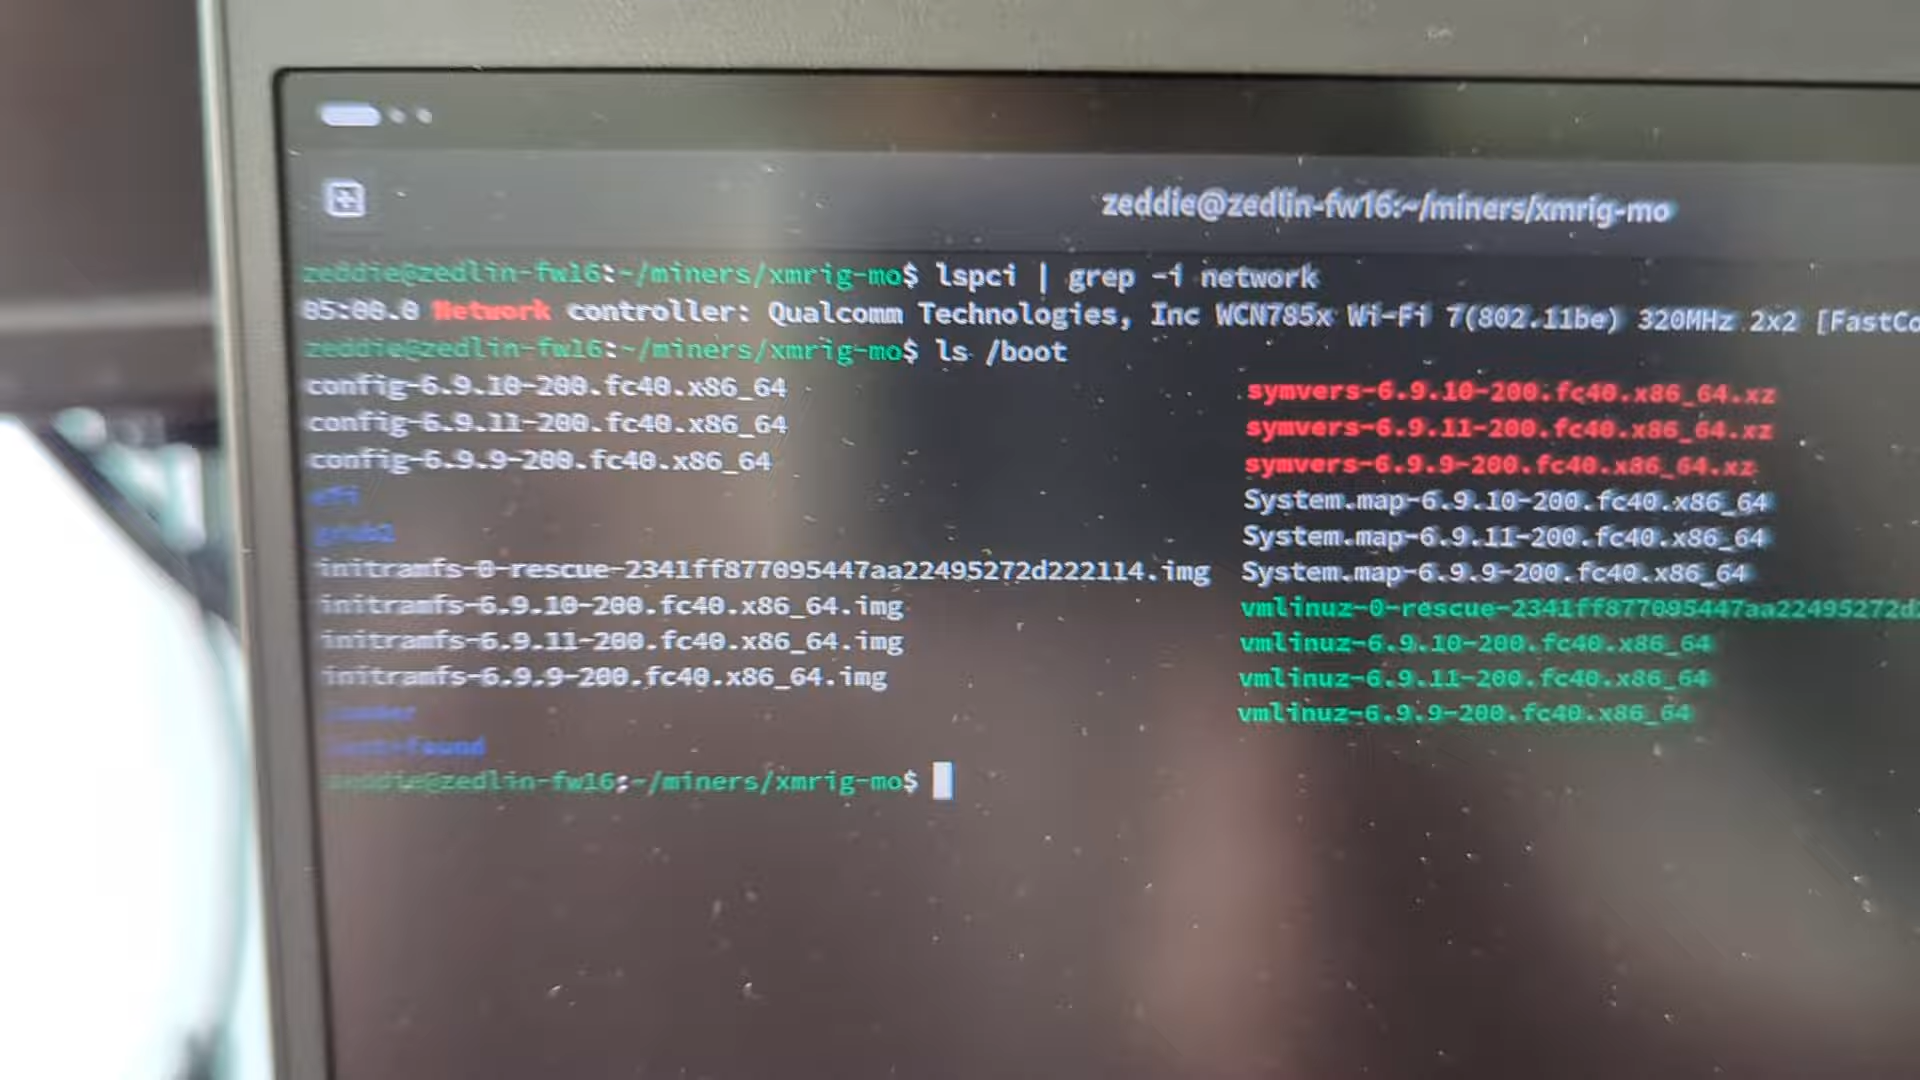 zeddie@zedlin-fw16:~/miners/xmrig-mo
zeddie@zedlin-fw16:~/miners/xmrig-mo$ lspci | grep -i network
05:00.0 Network controller: Qualcomm Technologies, Inc WCN785x Wi-Fi 7(802.11be) 320MHz 2x2 [FastCo
zeddie@zedlin-fw16:~/miners/xmrig-mo$ ls /boot
config-6.9.10-200.fc40.x86_64 symvers-6.9.10-200.fc40.x86_64.xz
config-6.9.11-200.fc40.x86_64 symvers-6.9.11-200.fc40.x86_64.xz
config-6.9.9-200.fc40.x86_64 symvers-6.9.9-200.fc40.x86_64.xz
efi System.map-6.9.10-200.fc40.x86_64
grub2 System.map-6.9.11-200.fc40.x86_64
initramfs-0-rescue-2341ff877095447aa22495272d222114.img System.map-6.9.9-200.fc40.x86_64
initramfs-6.9.10-200.fc40.x86_64.img vmlinuz-0-rescue-2341ff877095447aa22495272d2
initramfs-6.9.11-200.fc40.x86_64.img vmlinuz-6.9.10-200.fc40.x86_64
initramfs-6.9.9-200.fc40.x86_64.img vmlinuz-6.9.11-200.fc40.x86_64
loader vmlinuz-6.9.9-200.fc40.x86_64
lost+found
zeddie@zedlin-fw16:~/miners/xmrig-mo$